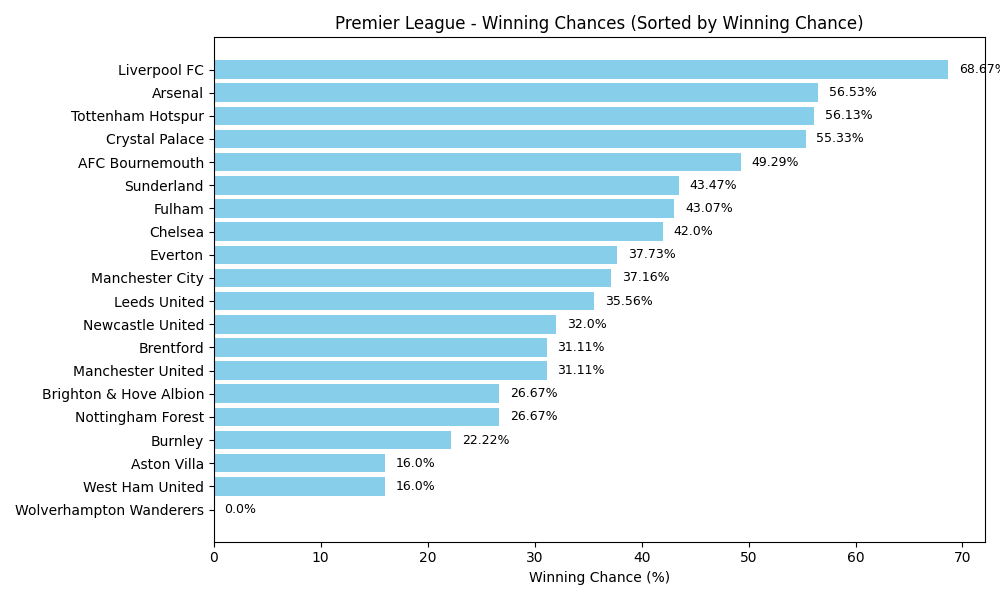 Premier League - Winning Chances (Sorted by Winning Chance)
Liverpool FC 68.67%
Arsenal 56.53%
Tottenham Hotspur 56.13%
Crystal Palace 55.33%
AFC Bournemouth 49.29%
Sunderland 43.47%
Fulham 43.07%
Chelsea 42.0%
Everton 37.73%
Manchester City 37.16%
Leeds United 35.56%
Newcastle United 32.0%
Brentford 31.11%
Manchester United 31.11%
Brighton & Hove Albion 26.67%
Nottingham Forest 26.67%
Burnley 22.22%
Aston Villa 16.0%
West Ham United 16.0%
Wolverhampton Wanderers 0.0%
0 10 20 30 40 50 60 70
Winning Chance (%)